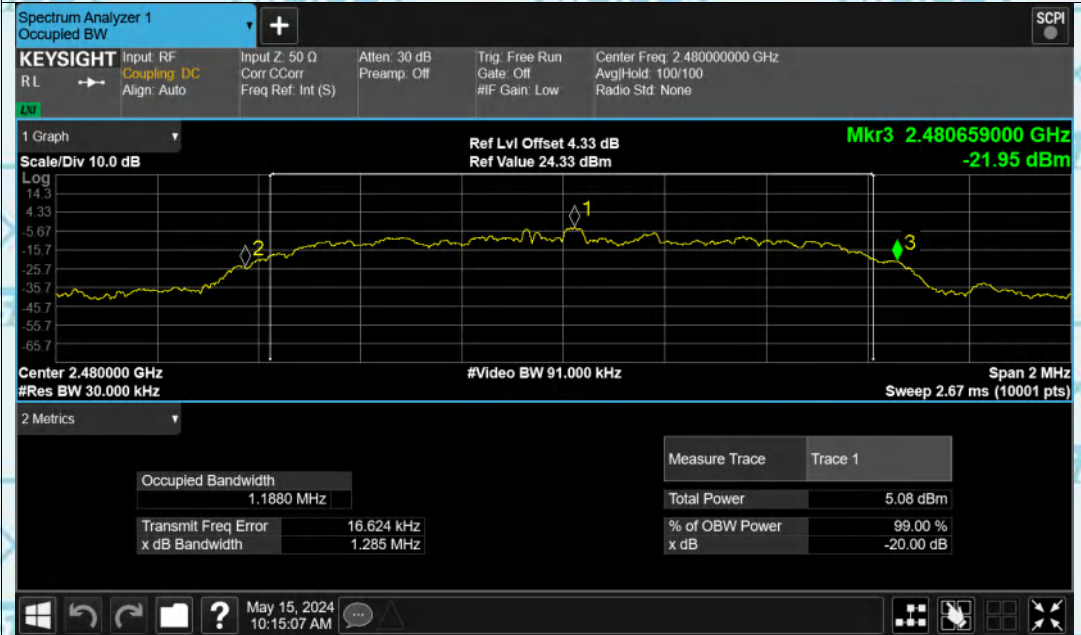 Spectrum Analyzer 1
Occupied BW
+
SCPI
KEYSIGHT
RL
LXI
Input: RF
Coupling: DC
Align: Auto
Input Z: 50 Ω
Corr CCorr
Freq Ref: Int (S)
Atten: 30 dB
Preamp: Off
Trig: Free Run
Gate: Off
#IF Gain: Low
Center Freq: 2.480000000 GHz
Avg|Hold: 100/100
Radio Std: None
1 Graph
Scale/Div 10.0 dB
Ref Lvl Offset 4.33 dB
Ref Value 24.33 dBm
Mkr3 2.480659000 GHz
-21.95 dBm
Log
14.3
4.33
-5.67
-15.7
-25.7
-35.7
-45.7
-55.7
-65.7
1
2
3
Center 2.480000 GHz
#Video BW 91.000 kHz
Span 2 MHz
#Res BW 30.000 kHz
Sweep 2.67 ms (10001 pts)
2 Metrics
Occupied Bandwidth
1.1880 MHz
Transmit Freq Error 16.624 kHz
x dB Bandwidth 1.285 MHz
Measure Trace Trace 1
Total Power 5.08 dBm
% of OBW Power 99.00 %
x dB -20.00 dB
?
May 15, 2024
10:15:07 AM